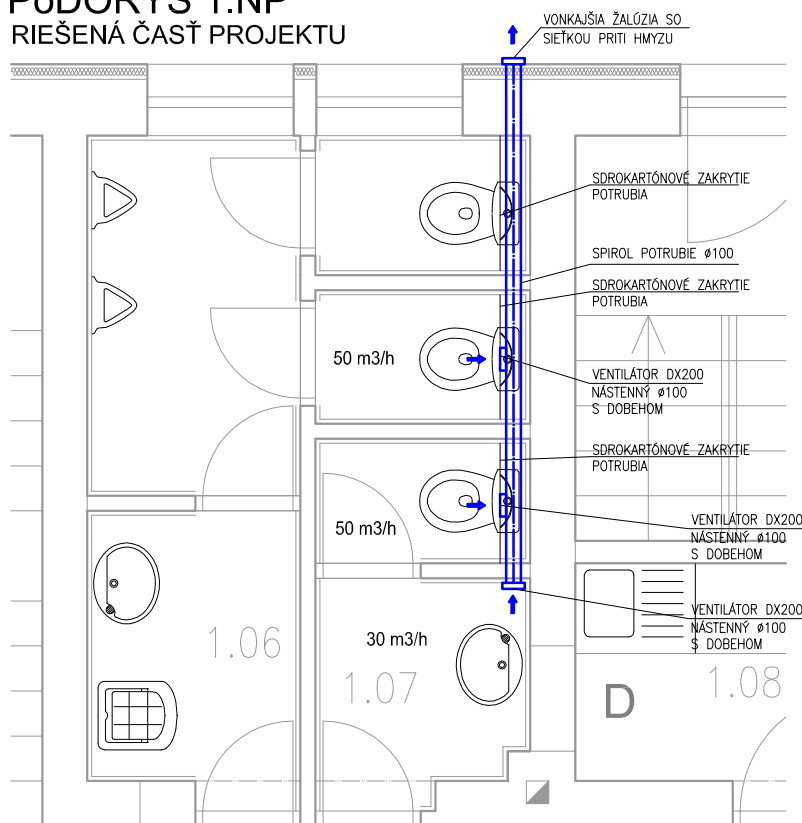 PôDORYS 1.NP
RIEŠENÁ ČASŤ PROJEKTU
VONKAJŠIA ŽALÚZIA SO
SIEŤKOU PRITI HMYZU
SDROKARTÓNOVÉ ZAKRYTIE
POTRUBIA
SPIROL POTRUBIE ø100
SDROKARTÓNOVÉ ZAKRYTIE
POTRUBIA
50 m3/h
VENTILÁTOR DX200
NÁSTENNÝ ø100
S DOBEHOM
SDROKARTÓNOVÉ ZAKRYTIE
POTRUBIA
50 m3/h
VENTILÁTOR DX200
NÁSTENNÝ ø100
S DOBEHOM
VENTILÁTOR DX200
NÁSTENNÝ ø100
S DOBEHOM
30 m3/h
1.06
1.07
D
1.08